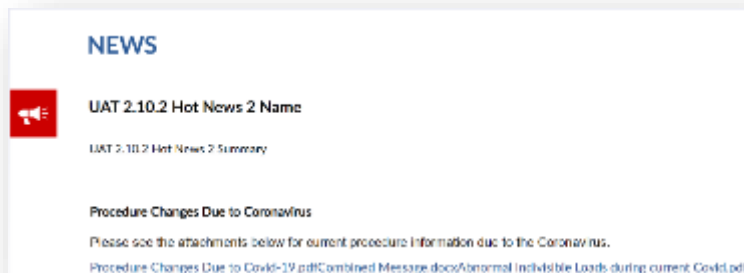 NEWS
UAT 2.10.2 Hot News 2 Name
UAT 2.10.2 Hot News 2 Summary
Procedure Changes Due to Coronavirus
Please see the attachments below for current procedure information due to the Coronavirus.
Procedure Changes Due to Covid-19.pdfCombined Message.docxAbnormal Indivisible Loads during current Covid.pd